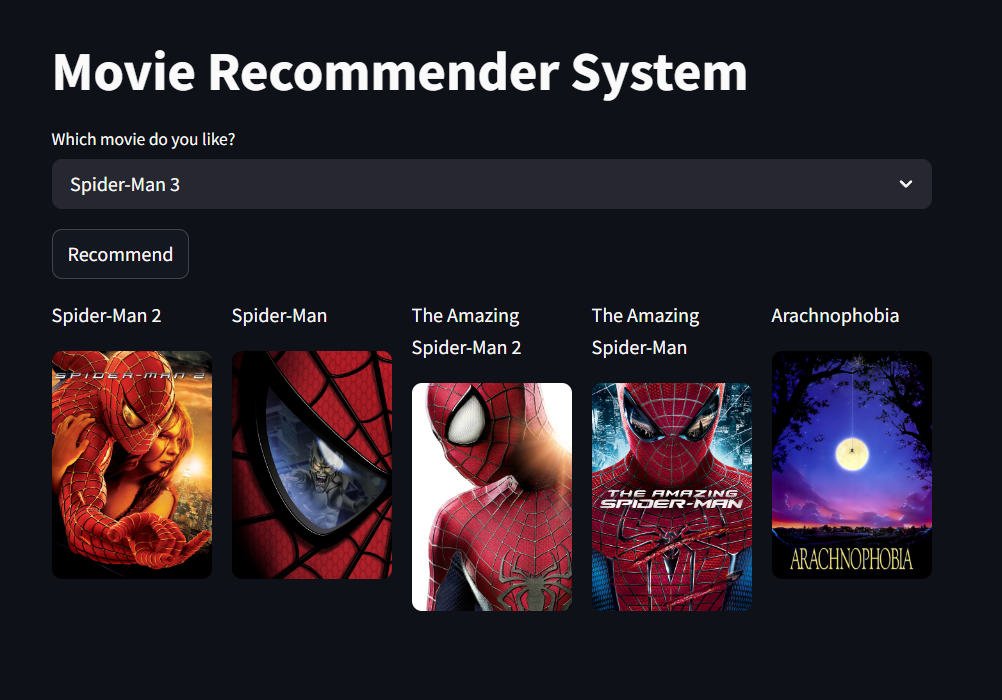 Movie Recommender System
Which movie do you like?
Spider-Man 3
Recommend
Spider-Man 2
Spider-Man
The Amazing
Spider-Man 2
The Amazing
Spider-Man
Arachnophobia
SPIDER-MAN 2
THE AMAZING
SPIDER-MAN
ARACHNOPHOBIA